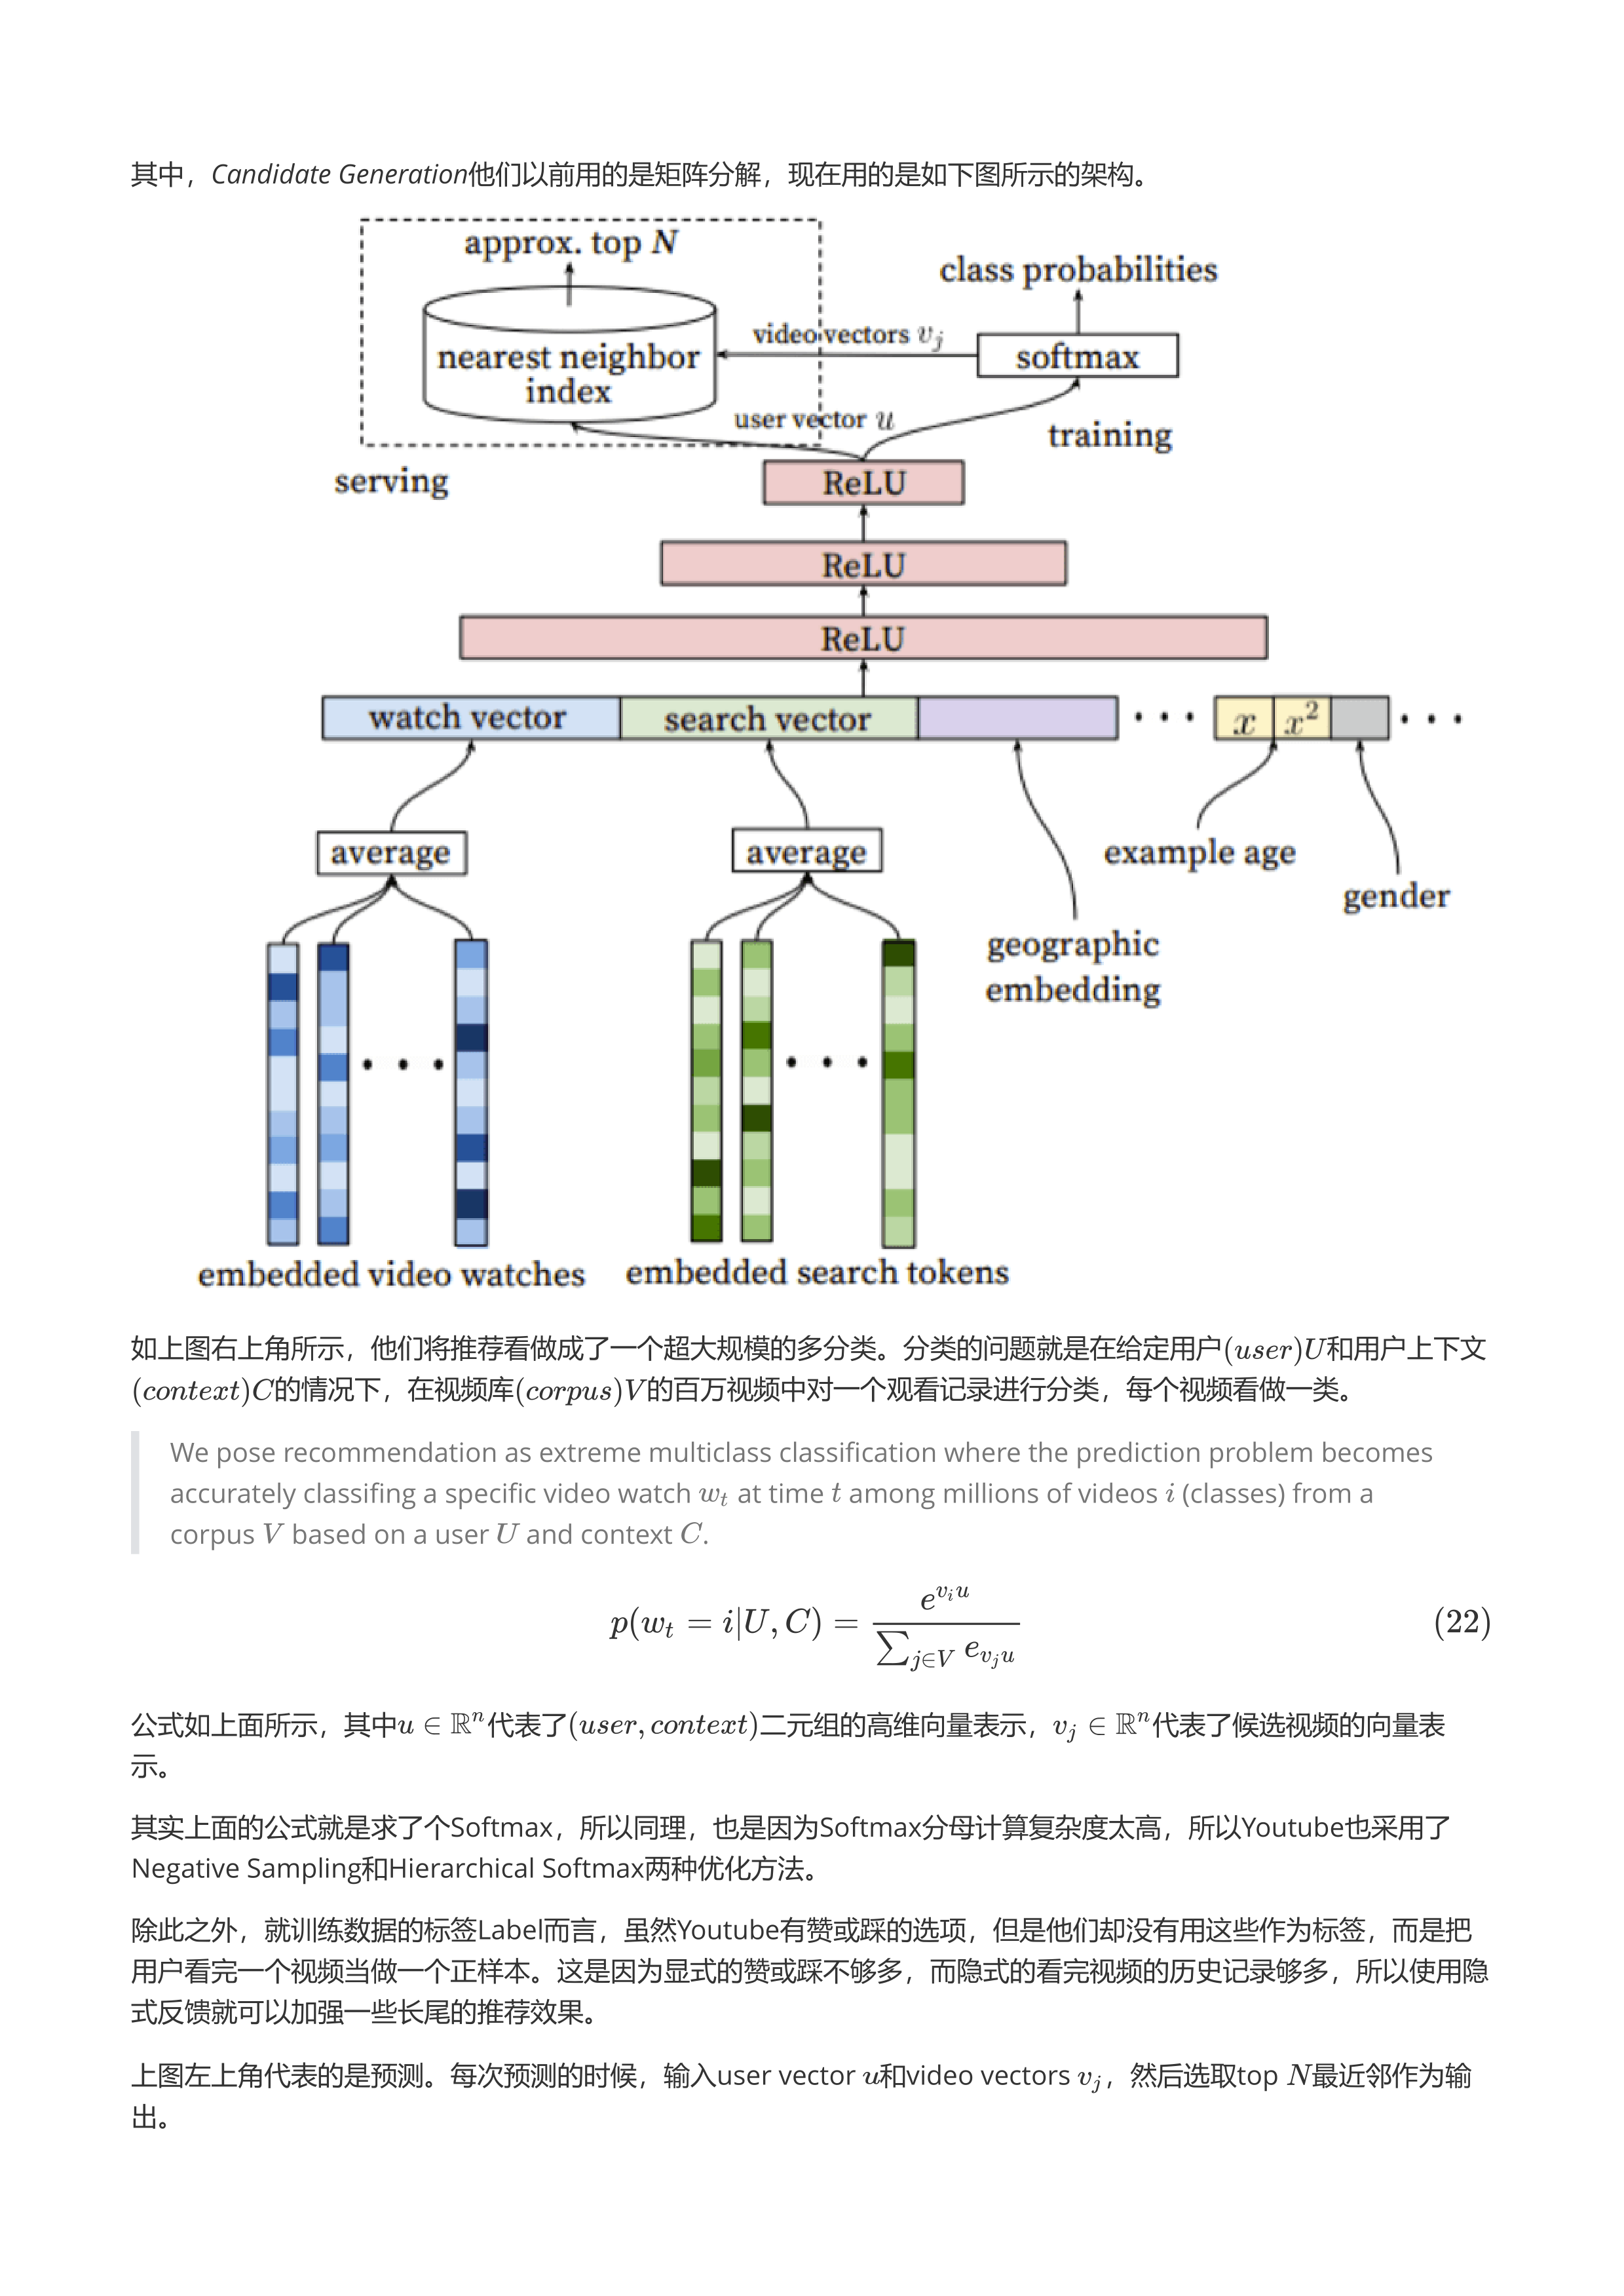 其中，Candidate Generation他们以前用的是矩阵分解，现在用的是如下图所示的架构。
approx. top N
class probabilities
video vectors v_j
nearest neighbor
index
softmax
user vector u
training
serving
ReLU
ReLU
ReLU
watch vector
search vector
x
x²
average
average
example age
gender
geographic
embedding
embedded video watches
embedded search tokens
如上图右上角所示，他们将推荐看做成了一个超大规模的多分类。分类的问题就是在给定用户(user)U和用户上下文
(context)C的情况下，在视频库(corpus)V的百万视频中对一个观看记录进行分类，每个视频看做一类。
We pose recommendation as extreme multiclass classification where the prediction problem becomes
accurately classifing a specific video watch w_t at time t among millions of videos i (classes) from a
corpus V based on a user U and context C.
p(w_t = i|U, C) = e^{v_i u} / ∑_{j∈V} e_{v_j u} (22)
公式如上面所示，其中u ∈ ℝⁿ代表了(user, context)二元组的高维向量表示，v_j ∈ ℝⁿ代表了候选视频的向量表
示。
其实上面的公式就是求了个Softmax，所以同理，也是因为Softmax分母计算复杂度太高，所以Youtube也采用了
Negative Sampling和Hierarchical Softmax两种优化方法。
除此之外，就训练数据的标签Label而言，虽然Youtube有赞或踩的选项，但是他们却没有用这些作为标签，而是把
用户看完一个视频当做一个正样本。这是因为显式的赞或踩不够多，而隐式的看完视频的历史记录够多，所以使用隐
式反馈就可以加强一些长尾的推荐效果。
上图左上角代表的是预测。每次预测的时候，输入user vector u和video vectors v_j，然后选取top N最近邻作为输
出。